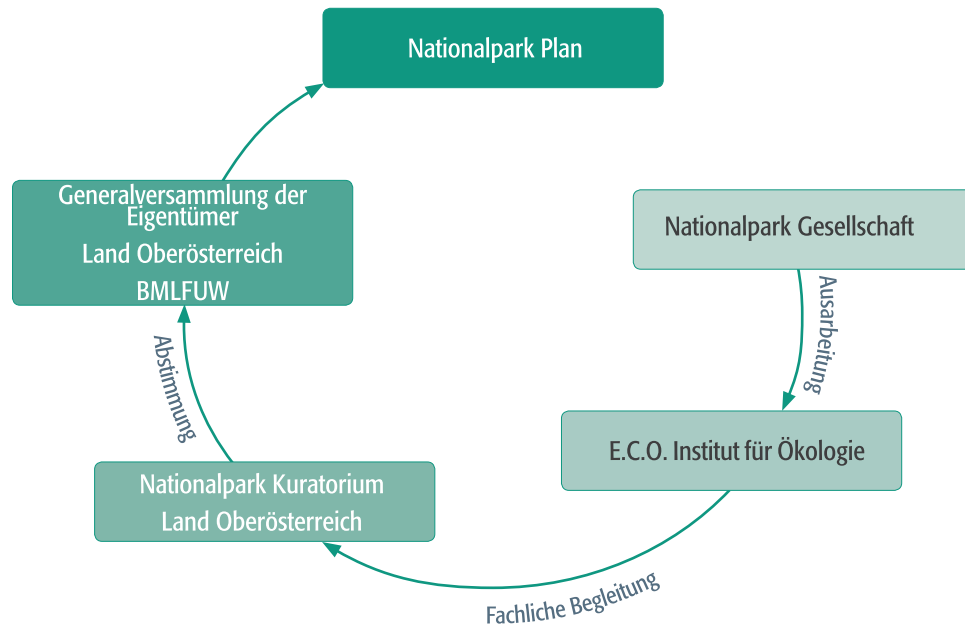 Nationalpark Plan
Generalversammlung der
Eigentümer
Land Oberösterreich
BMLFUW
Nationalpark Gesellschaft
Ausarbeitung
Abstimmung
E.C.O. Institut für Ökologie
Nationalpark Kuratorium
Land Oberösterreich
Fachliche Begleitung